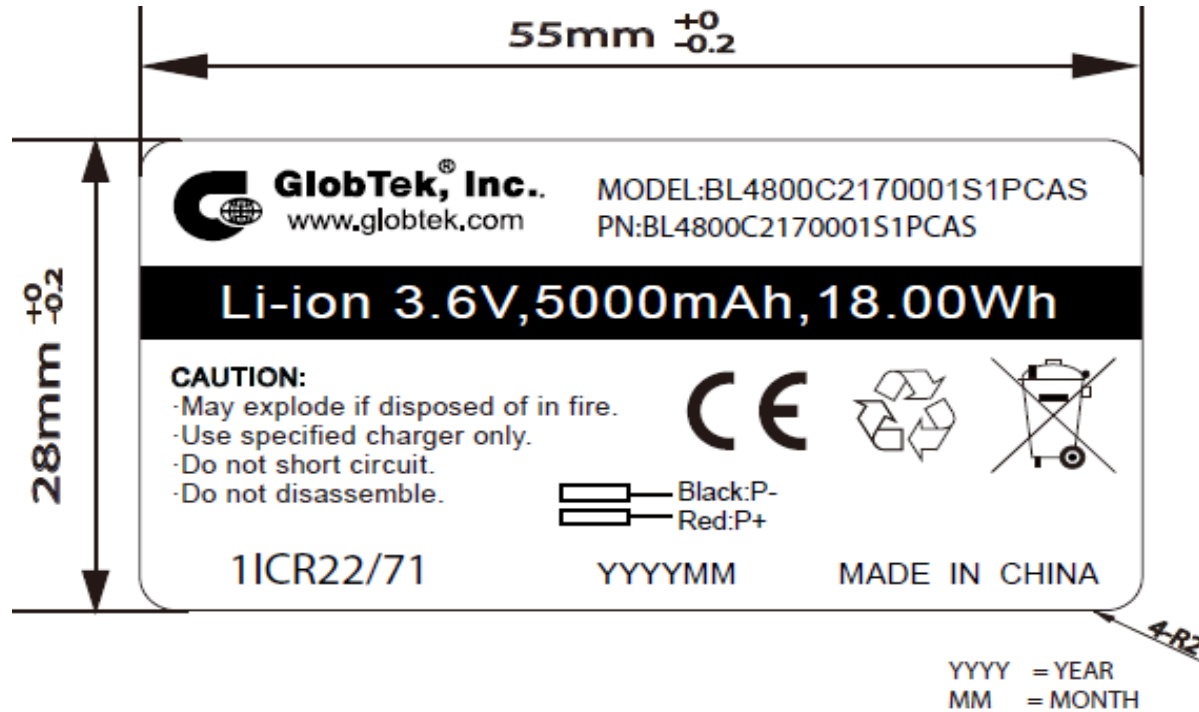 55mm +0 -0.2
28mm +0 -0.2
GlobTek,® Inc..
www.globtek.com
MODEL:BL4800C2170001S1PCAS
PN:BL4800C2170001S1PCAS
Li-ion 3.6V,5000mAh,18.00Wh
CAUTION:
·May explode if disposed of in fire.
·Use specified charger only.
·Do not short circuit.
·Do not disassemble.
CE
Black:P-
Red:P+
1ICR22/71
YYYYMM
MADE IN CHINA
4-R2
YYYY = YEAR
MM = MONTH